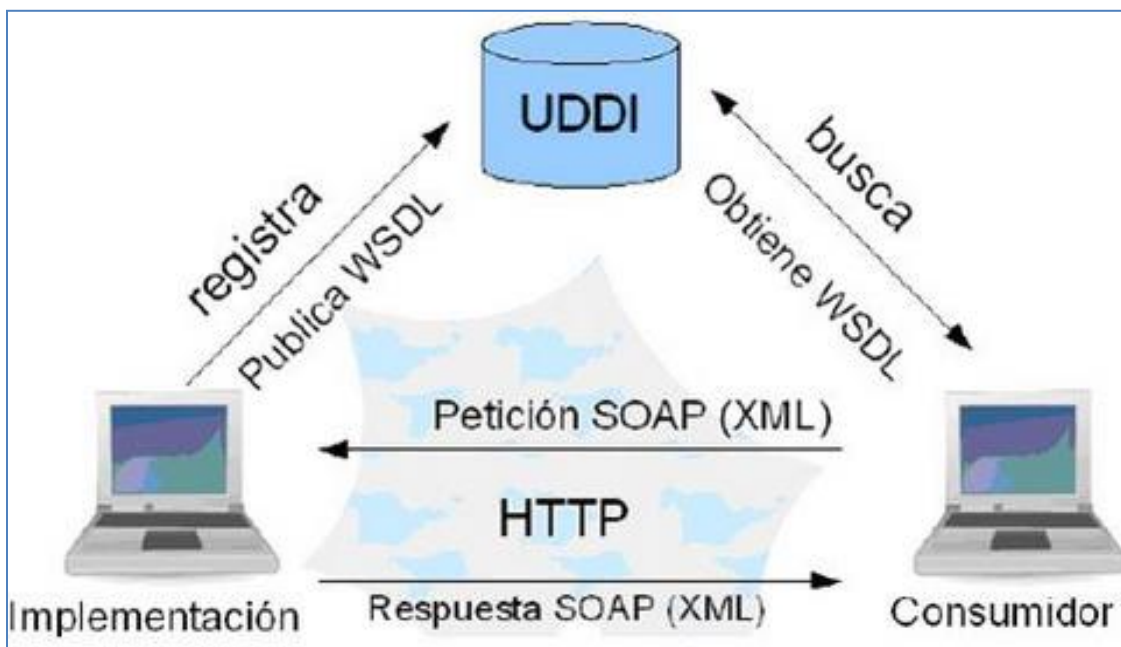 UDDI
registra
Publica WSDL
busca
Obtiene WSDL
Petición SOAP (XML)
HTTP
Respuesta SOAP (XML)
Implementación
Consumidor